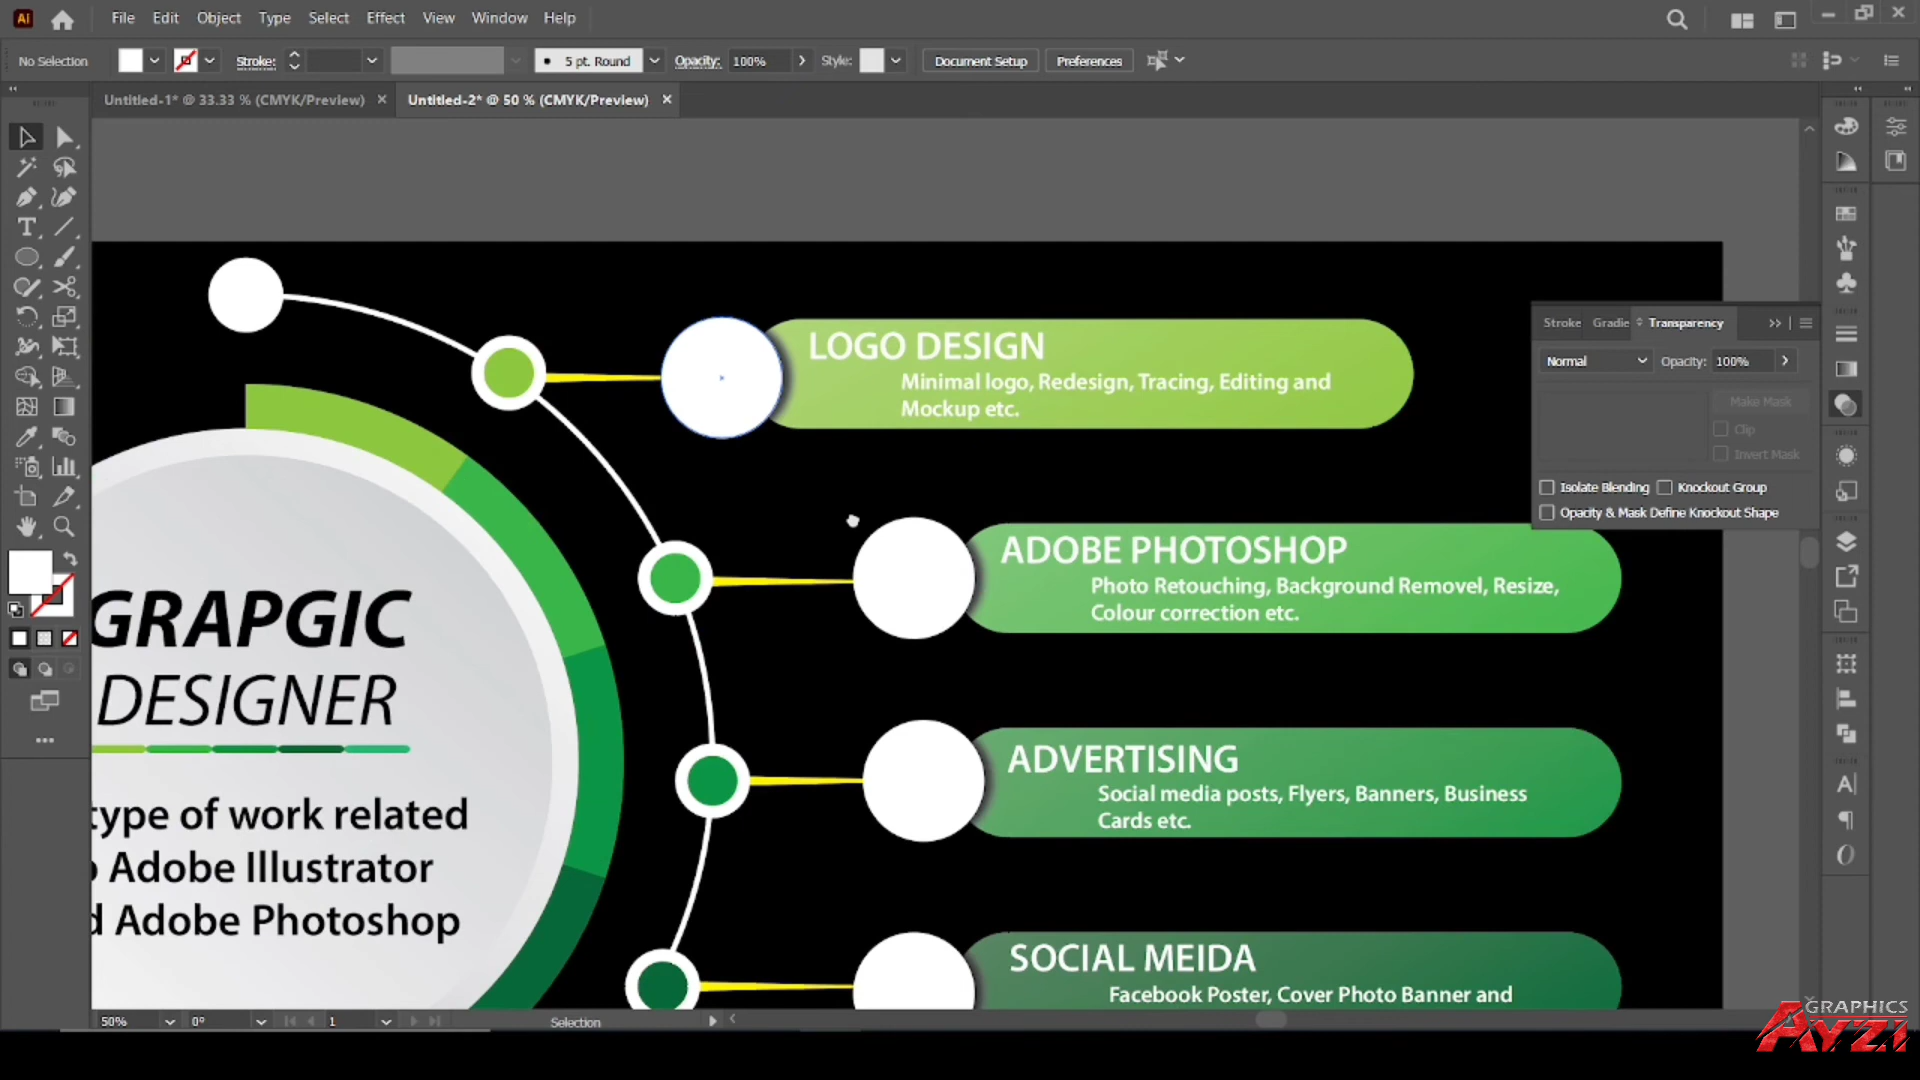 Ai File Edit Object Type Select Effect View Window Help
No Selection Stroke: 5 pt. Round Opacity: 100% Style: Document Setup Preferences
Untitled-1* @ 33.33 % (CMYK/Preview) Untitled-2* @ 50 % (CMYK/Preview)
LOGO DESIGN
Minimal logo, Redesign, Tracing, Editing and
Mockup etc.
Stroke Gradie Transparency
Normal Opacity: 100%
Make Mask
Clip
Invert Mask
Isolate Blending Knockout Group
Opacity & Mask Define Knockout Shape
ADOBE PHOTOSHOP
Photo Retouching, Background Removel, Resize,
Colour correction etc.
GRAPGIC
DESIGNER
type of work related
Adobe Illustrator
d Adobe Photoshop
ADVERTISING
Social media posts, Flyers, Banners, Business
Cards etc.
SOCIAL MEIDA
Facebook Poster, Cover Photo Banner and
50% 0° 1 Selection
GRAPHICS
AYZI